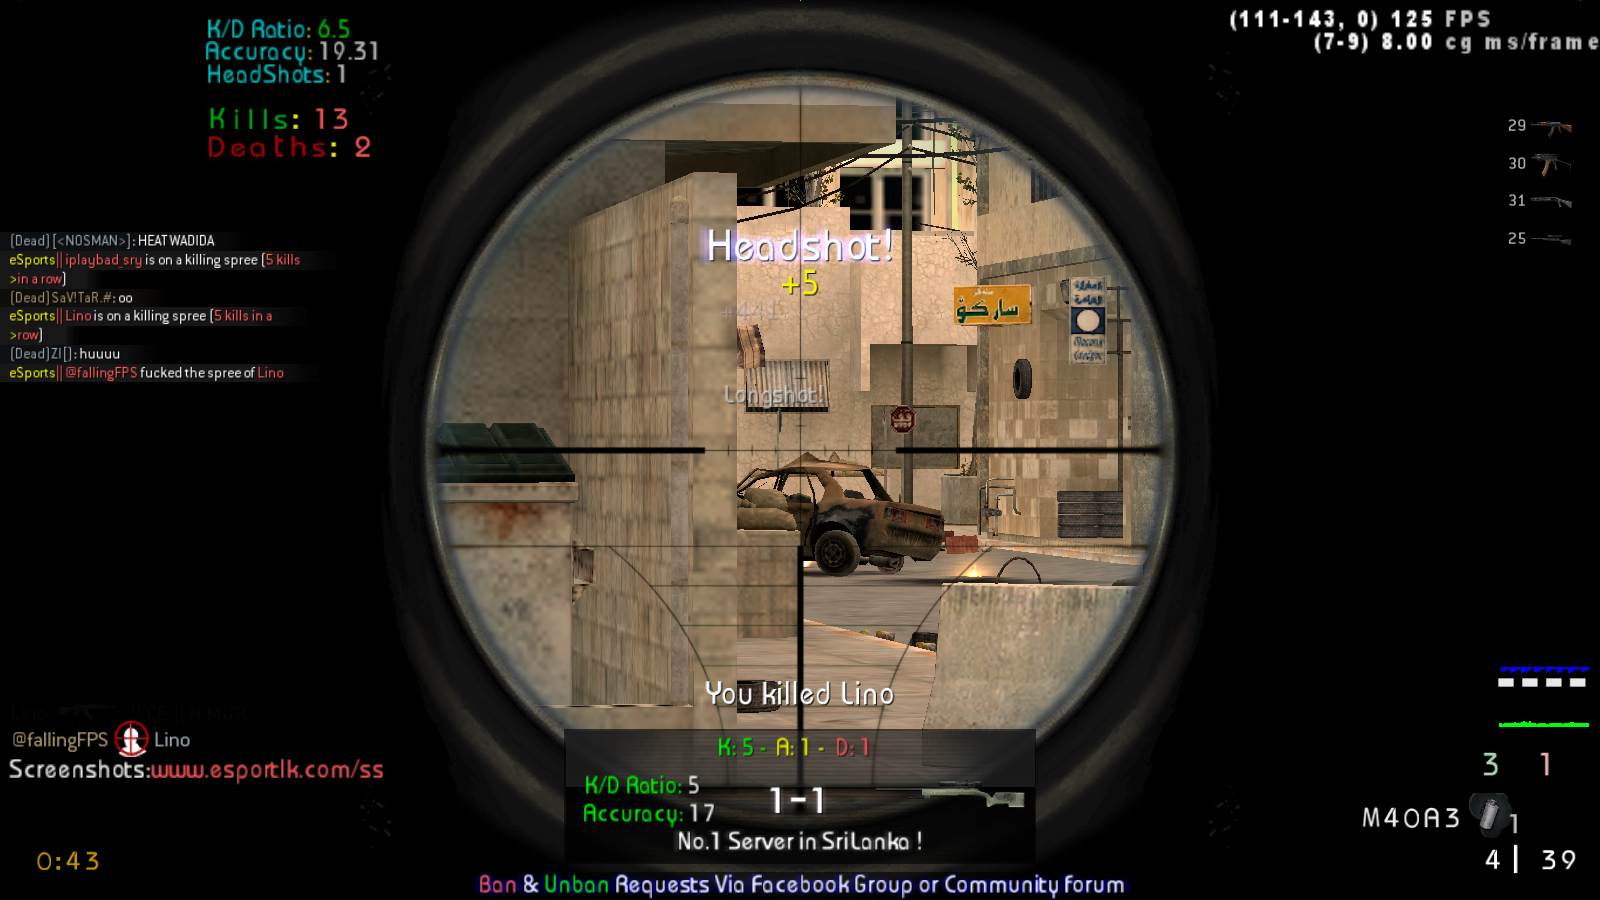 K/D Ratio: 6.5
Accuracy: 19.31
HeadShots: 1
Kills: 13
Deaths: 2
(111-143, 0) 125 FPS
(7-9) 8.00 cg ms/frame
29
30
31
25
[Dead][<NOSMAN>]: HEAT WADIDA
eSports|| iplaybad_sry is on a killing spree (5 kills
>in a row)
[Dead]SaV!TaR.#: oo
eSports|| Lino is on a killing spree (5 kills in a
>row)
[Dead]ZI[]: huuuu
eSports|| @fallingFPS fucked the spree of Lino
Headshot!
+5
Longshot!
ساركو
You killed Lino
Lino
@fallingFPS Lino
Screenshots:www.esportlk.com/ss
K: 5 - A: 1 - D: 1
K/D Ratio: 5
Accuracy: 17
1-1
No.1 Server in SriLanka !
0:43
3 1
M40A3 1
4| 39
Ban & Unban Requests Via Facebook Group or Community Forum